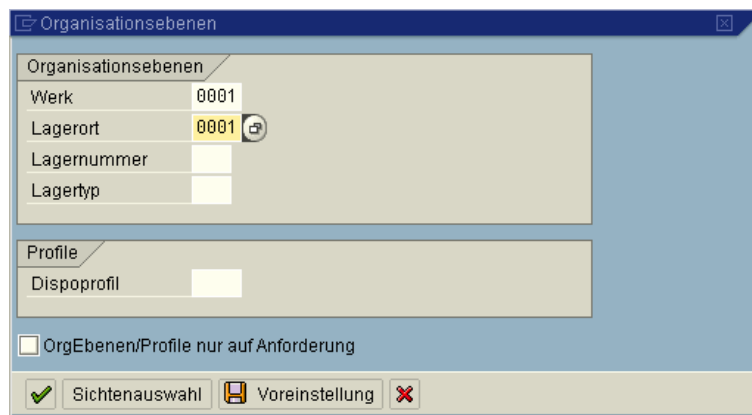 Organisationsebenen
Organisationsebenen
Werk 0001
Lagerort 0001
Lagernummer
Lagertyp
Profile
Dispoprofil
OrgEbenen/Profile nur auf Anforderung
Sichtenauswahl Voreinstellung